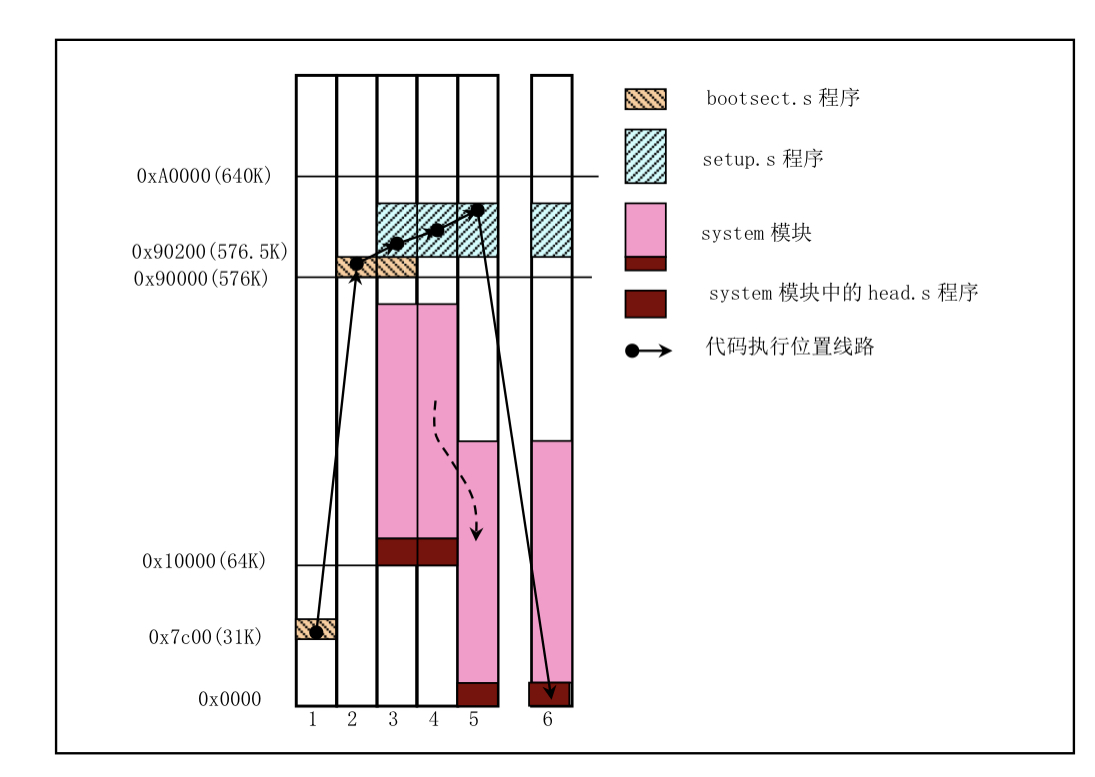 bootsect.s 程序
setup.s 程序
system 模块
system 模块中的 head.s 程序
代码执行位置线路
0xA0000(640K)
0x90200(576.5K)
0x90000(576K)
0x10000(64K)
0x7c00(31K)
0x0000
1 2 3 4 5 6